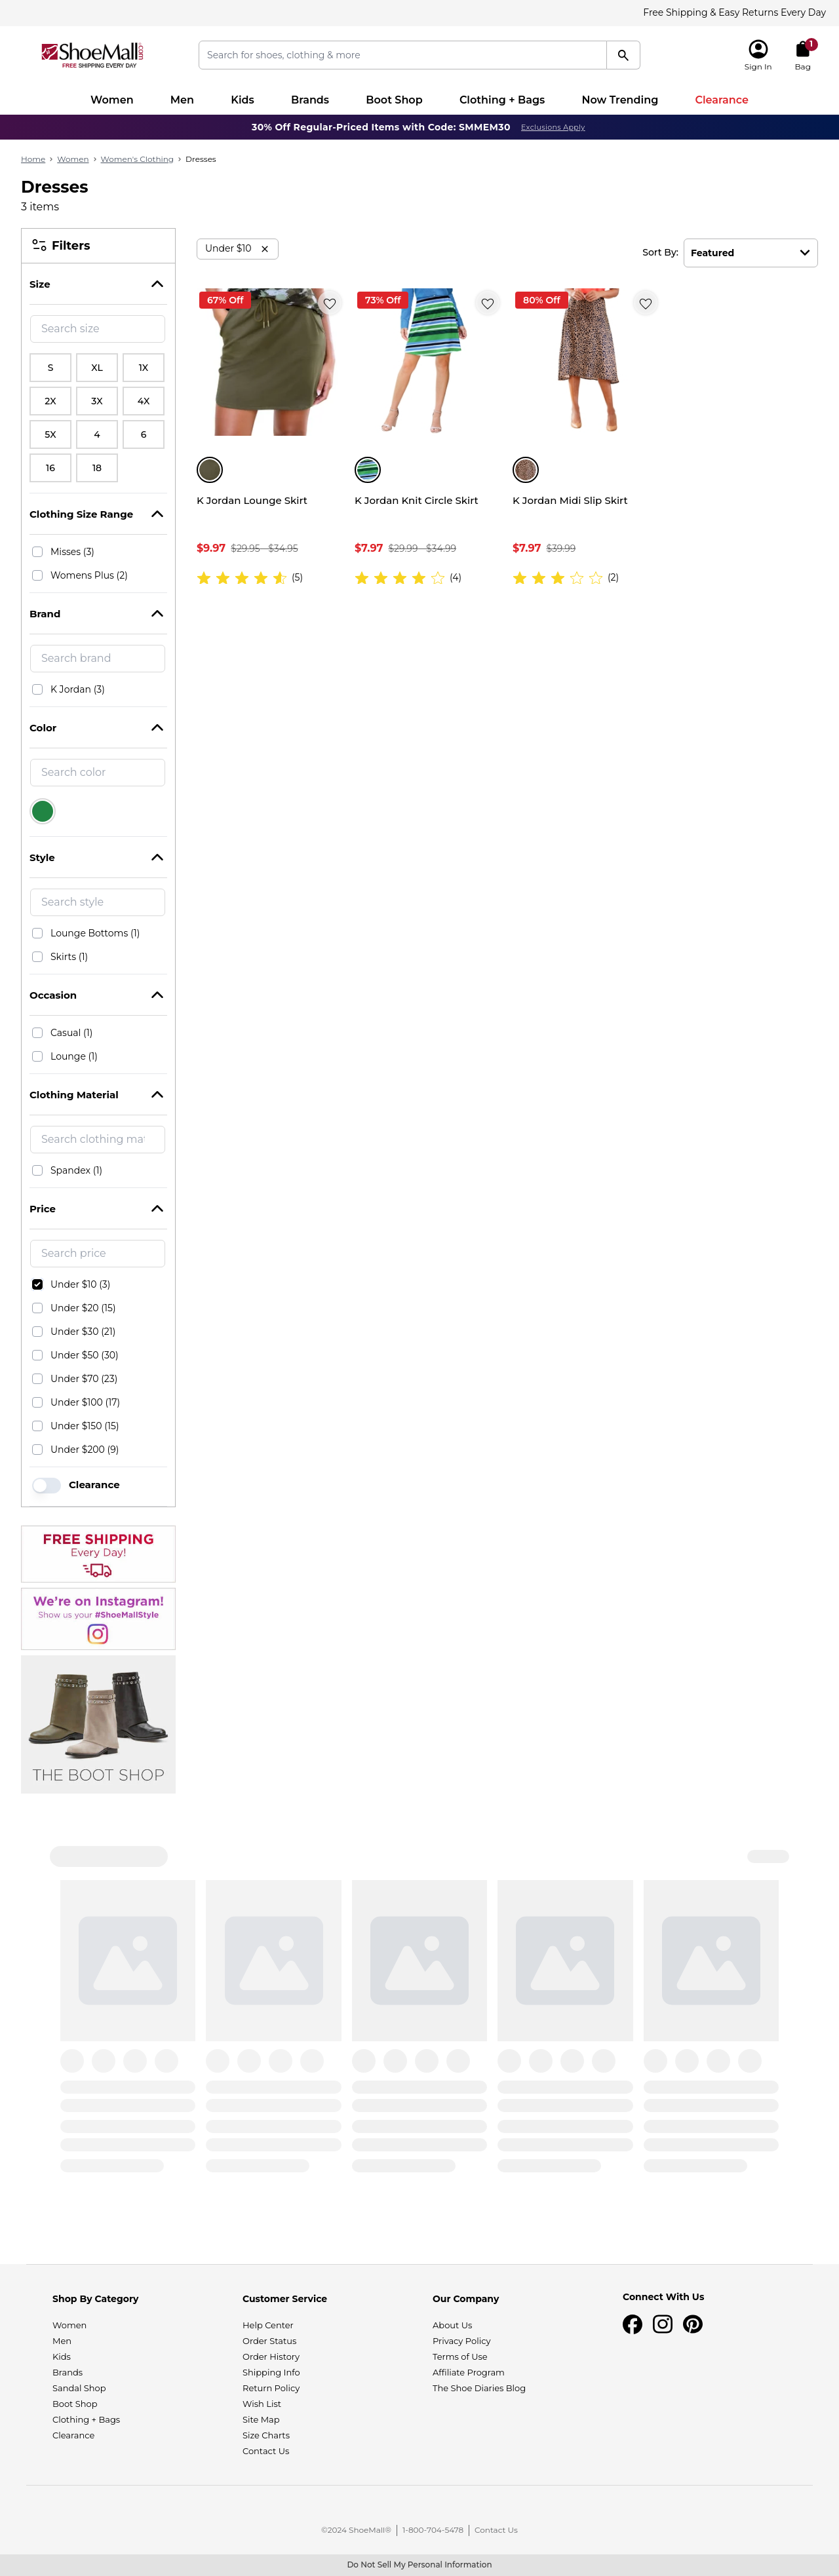 Free Shipping & Easy Returns Every Day
ShoeMall.com
FREE SHIPPING EVERY DAY
Search for shoes, clothing & more
Sign In
1
Bag
Women Men Kids Brands Boot Shop Clothing + Bags Now Trending Clearance
30% Off Regular-Priced Items with Code: SMMEM30 Exclusions Apply
Home › Women › Women's Clothing › Dresses
Dresses
3 items
Filters
Size
Search size
S XL 1X
2X 3X 4X
5X 4 6
16 18
Clothing Size Range
Misses (3)
Womens Plus (2)
Brand
Search brand
K Jordan (3)
Color
Search color
Style
Search style
Lounge Bottoms (1)
Skirts (1)
Occasion
Casual (1)
Lounge (1)
Clothing Material
Search clothing mat
Spandex (1)
Price
Search price
Under $10 (3)
Under $20 (15)
Under $30 (21)
Under $50 (30)
Under $70 (23)
Under $100 (17)
Under $150 (15)
Under $200 (9)
Clearance
FREE SHIPPING
Every Day!
We're on Instagram!
Show us your #ShoeMallStyle
THE BOOT SHOP
Under $10 ×
Sort By: Featured
67% Off
K Jordan Lounge Skirt
$9.97 $29.95 - $34.95
(5)
73% Off
K Jordan Knit Circle Skirt
$7.97 $29.99 - $34.99
(4)
80% Off
K Jordan Midi Slip Skirt
$7.97 $39.99
(2)
Shop By Category
Women
Men
Kids
Brands
Sandal Shop
Boot Shop
Clothing + Bags
Clearance
Customer Service
Help Center
Order Status
Order History
Shipping Info
Return Policy
Wish List
Site Map
Size Charts
Contact Us
Our Company
About Us
Privacy Policy
Terms of Use
Affiliate Program
The Shoe Diaries Blog
Connect With Us
©2024 ShoeMall® | 1-800-704-5478 | Contact Us
Do Not Sell My Personal Information